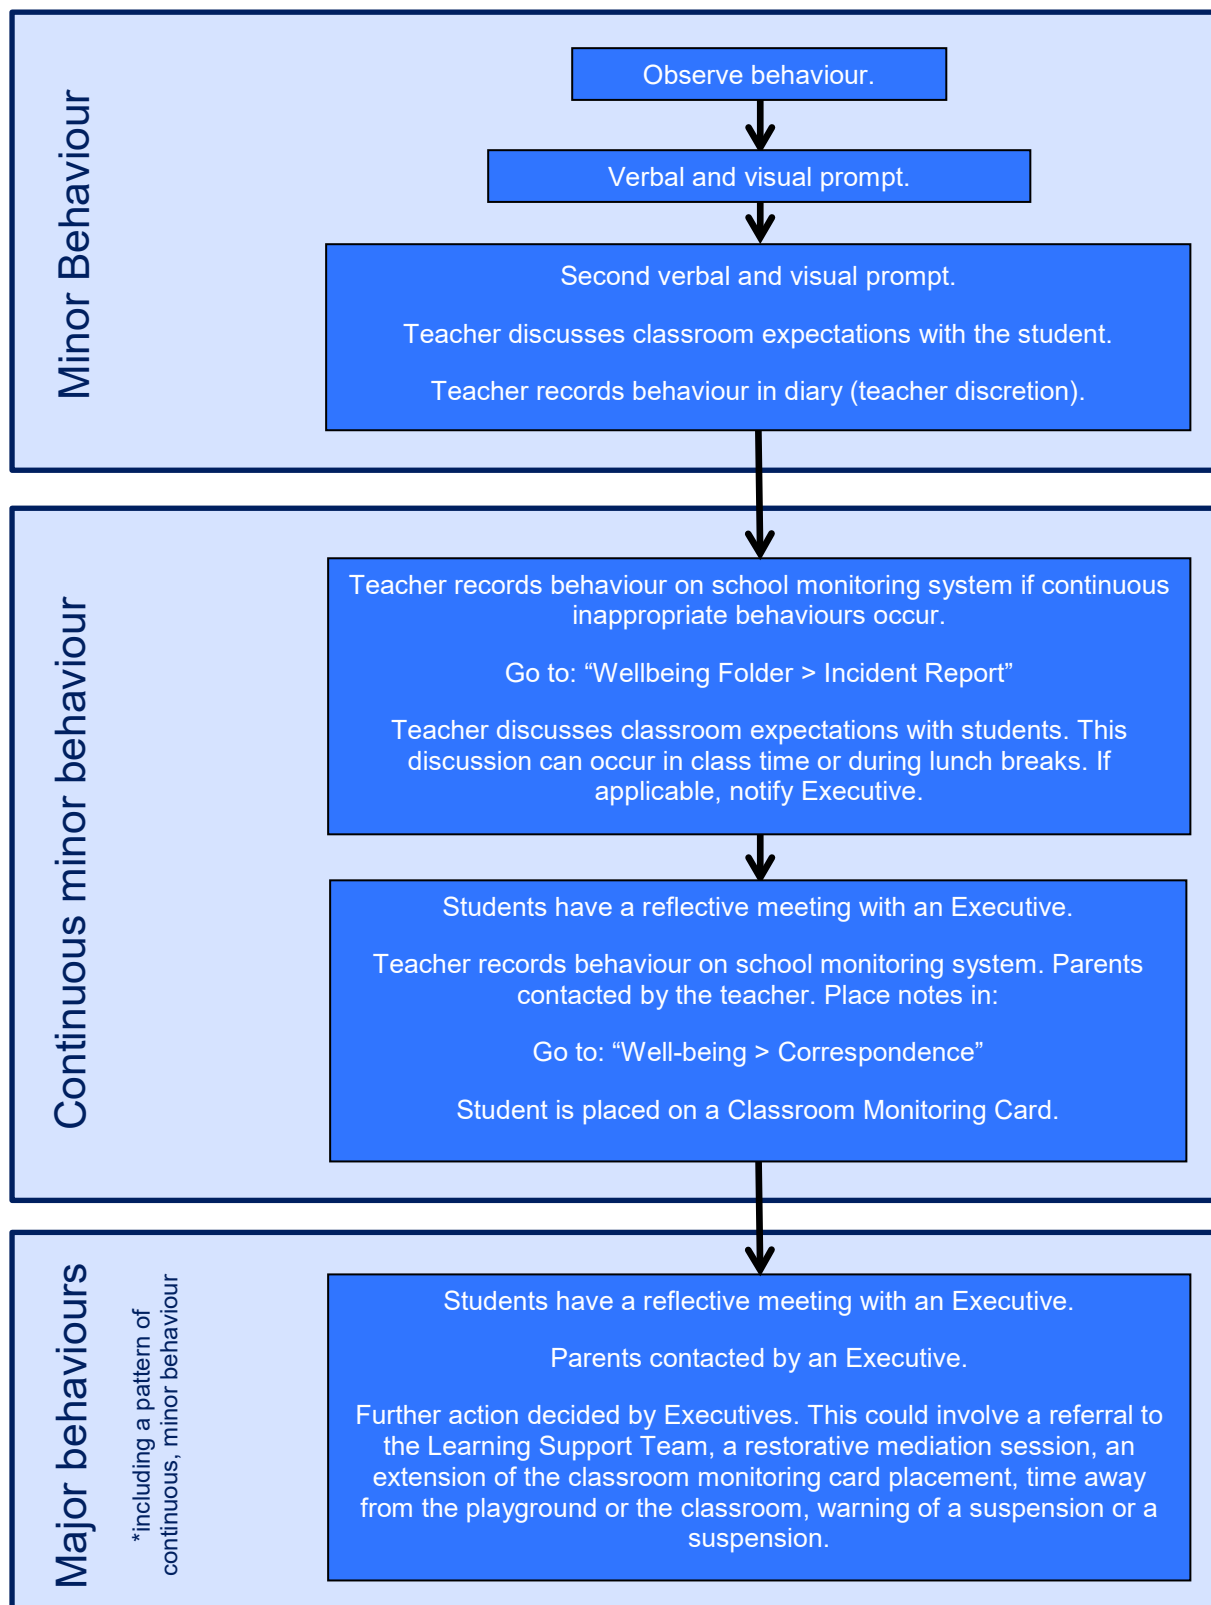 Minor Behaviour
Observe behaviour.
Verbal and visual prompt.
Second verbal and visual prompt.
Teacher discusses classroom expectations with the student.
Teacher records behaviour in diary (teacher discretion).
Continuous minor behaviour
Teacher records behaviour on school monitoring system if continuous
inappropriate behaviours occur.
Go to: “Wellbeing Folder > Incident Report”
Teacher discusses classroom expectations with students. This
discussion can occur in class time or during lunch breaks. If
applicable, notify Executive.
Students have a reflective meeting with an Executive.
Teacher records behaviour on school monitoring system. Parents
contacted by the teacher. Place notes in:
Go to: “Well-being > Correspondence”
Student is placed on a Classroom Monitoring Card.
Major behaviours
*including a pattern of
continuous, minor behaviour
Students have a reflective meeting with an Executive.
Parents contacted by an Executive.
Further action decided by Executives. This could involve a referral to
the Learning Support Team, a restorative mediation session, an
extension of the classroom monitoring card placement, time away
from the playground or the classroom, warning of a suspension or a
suspension.